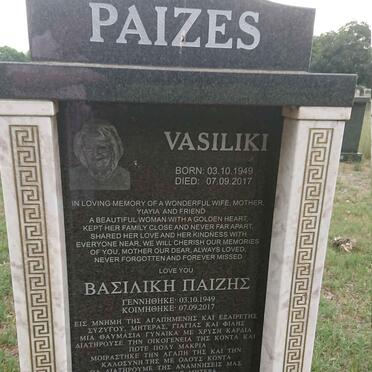 PAIZES
VASILIKI
BORN: 03.10.1949
DIED: 07.09.2017
IN LOVING MEMORY OF A WONDERFUL WIFE, MOTHER,
YIAYIA AND FRIEND
A BEAUTIFUL WOMAN WITH A GOLDEN HEART,
KEPT HER FAMILY CLOSE AND NEVER FAR APART,
SHARED HER LOVE AND HER KINDNESS WITH
EVERYONE NEAR, WE WILL CHERISH OUR MEMORIES
OF YOU, MOTHER OUR DEAR, ALWAYS LOVED,
NEVER FORGOTTEN AND FOREVER MISSED
LOVE YOU
ΒΑΣΙΛΙΚΗ ΠΑΙΖΗΣ
ΓΕΝΝΗΘΗΚΕ: 03.10.1949
ΚΟΙΜΗΘΗΚΕ: 07.09.2017
ΕΙΣ ΜΝΗΜΗ ΤΗΣ ΑΓΑΠΗΜΕΝΗΣ ΚΑΙ ΕΞΑΙΡΕΤΗΣ
ΣΥΖΥΓΟΥ, ΜΗΤΕΡΑΣ, ΓΙΑΓΙΑΣ ΚΑΙ ΦΙΛΗΣ
ΜΙΑ ΘΑΥΜΑΣΙΑ ΓΥΝΑΙΚΑ ΜΕ ΧΡΥΣΗ ΚΑΡΔΙΑ
ΔΙΑΤΗΡΟΥΣΕ ΤΗΝ ΟΙΚΟΓΕΝΕΙΑ ΤΗΣ ΚΟΝΤΑ ΚΑΙ
ΠΟΤΕ ΠΟΛΥ ΜΑΚΡΙΑ
ΜΟΙΡΑΣΤΗΚΕ ΤΗΝ ΑΓΑΠΗ ΤΗΣ ΚΑΙ ΤΗΝ
ΚΑΛΟΣΥΝΗ ΤΗΣ ΜΕ ΟΛΟΥΣ ΚΟΝΤΑ
ΘΑ ΔΙΑΤΗΡΟΥΜΕ ΤΙΣ ΑΝΑΜΝΗΣΕΙΣ ΜΑΣ